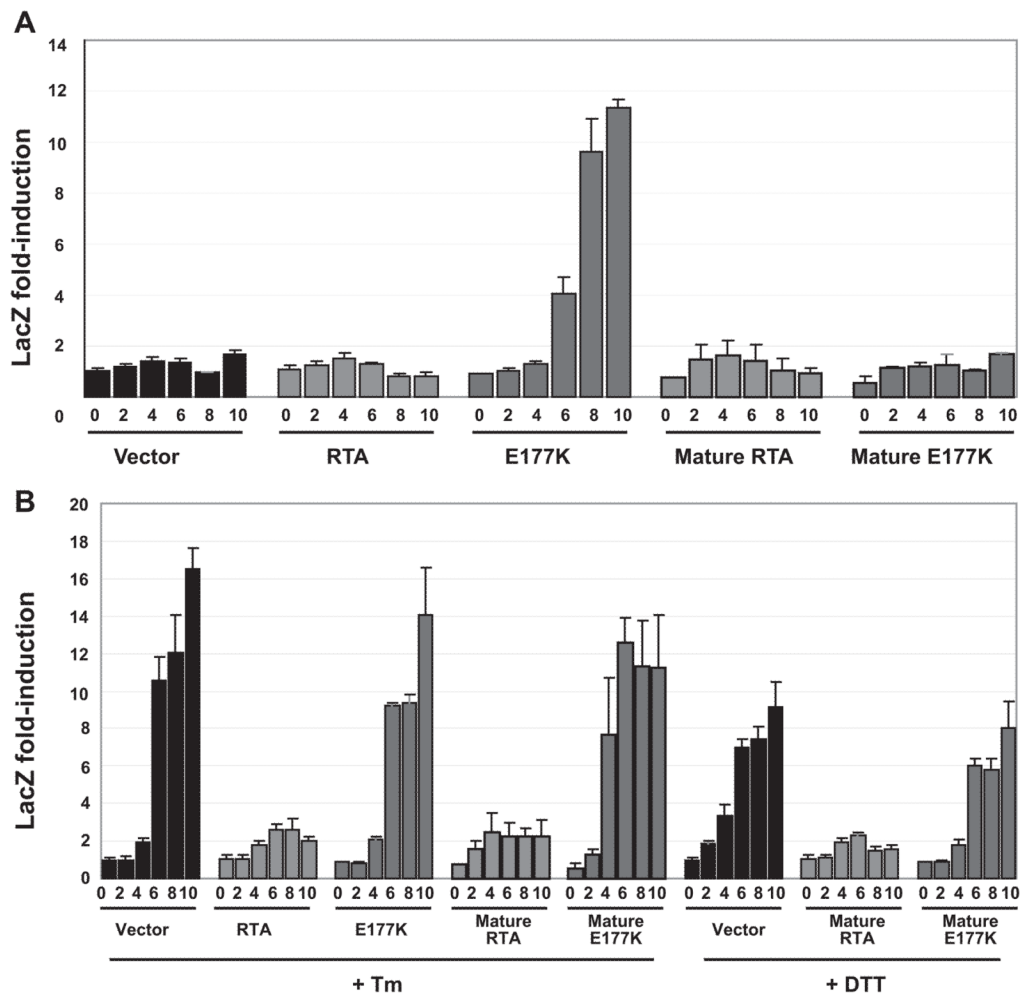 A
LacZ fold-induction
14
12
10
8
6
4
2
0
0 2 4 6 8 10 0 2 4 6 8 10 0 2 4 6 8 10 0 2 4 6 8 10 0 2 4 6 8 10
Vector RTA E177K Mature RTA Mature E177K
B
LacZ fold-induction
20
18
16
14
12
10
8
6
4
2
0
0 2 4 6 8 10 0 2 4 6 8 10 0 2 4 6 8 10 0 2 4 6 8 10 0 2 4 6 8 10 0 2 4 6 8 10 0 2 4 6 8 10 0 2 4 6 8 10
Vector RTA E177K Mature Mature Vector Mature Mature
RTA E177K RTA E177K
+ Tm + DTT